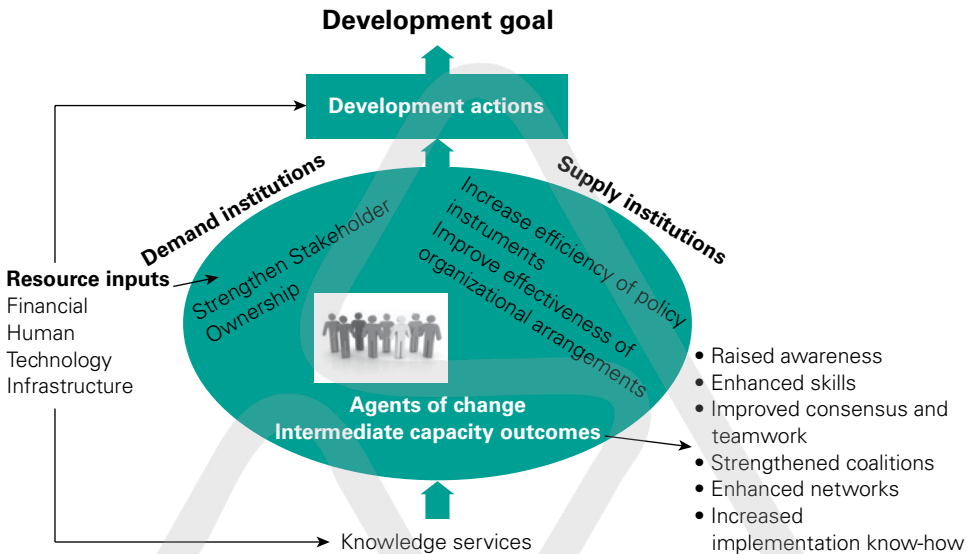 Development goal
Development actions
Demand institutions
Supply institutions
Strengthen Stakeholder
Ownership
Increase efficiency of policy
instruments
Improve effectiveness of
organizational arrangements
Resource inputs
Financial
Human
Technology
Infrastructure
Agents of change
Intermediate capacity outcomes
• Raised awareness
• Enhanced skills
• Improved consensus and
teamwork
• Strengthened coalitions
• Enhanced networks
• Increased
implementation know-how
Knowledge services